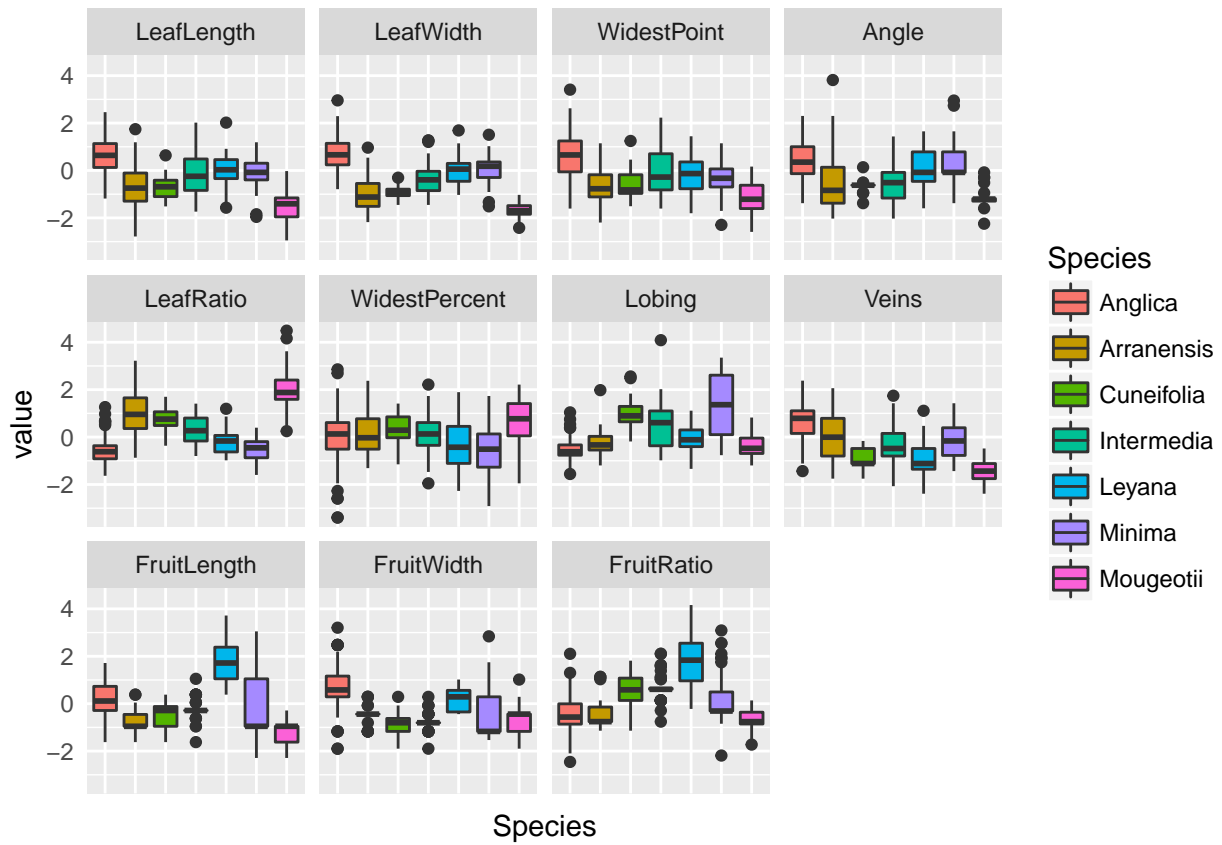 LeafLength LeafWidth WidestPoint Angle
4
2
0
−2
LeafRatio WidestPercent Lobing Veins
4
2
0
−2
FruitLength FruitWidth FruitRatio
4
2
0
−2
value
Species
Species
Anglica
Arranensis
Cuneifolia
Intermedia
Leyana
Minima
Mougeotii